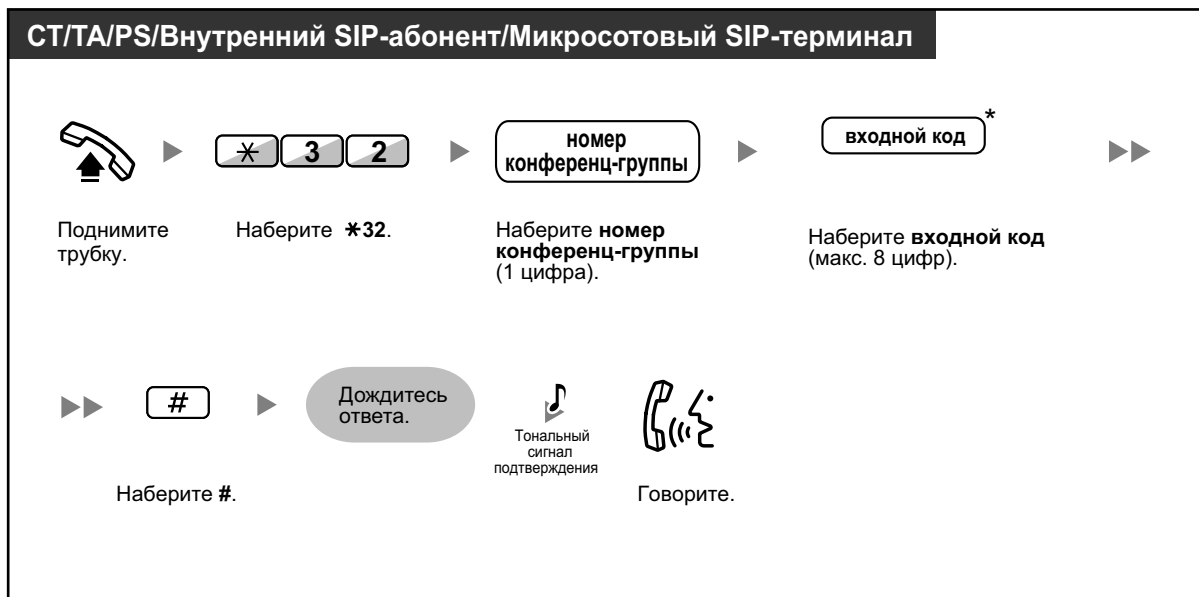 СТ/ТА/PS/Внутренний SIP-абонент/Микросотовый SIP-терминал
* 3 2
номер
конференц-группы
входной код*
Поднимите
трубку.
Наберите *32.
Наберите номер
конференц-группы
(1 цифра).
Наберите входной код
(макс. 8 цифр).
#
Дождитесь
ответа.
Тональный
сигнал
подтверждения
Наберите #.
Говорите.